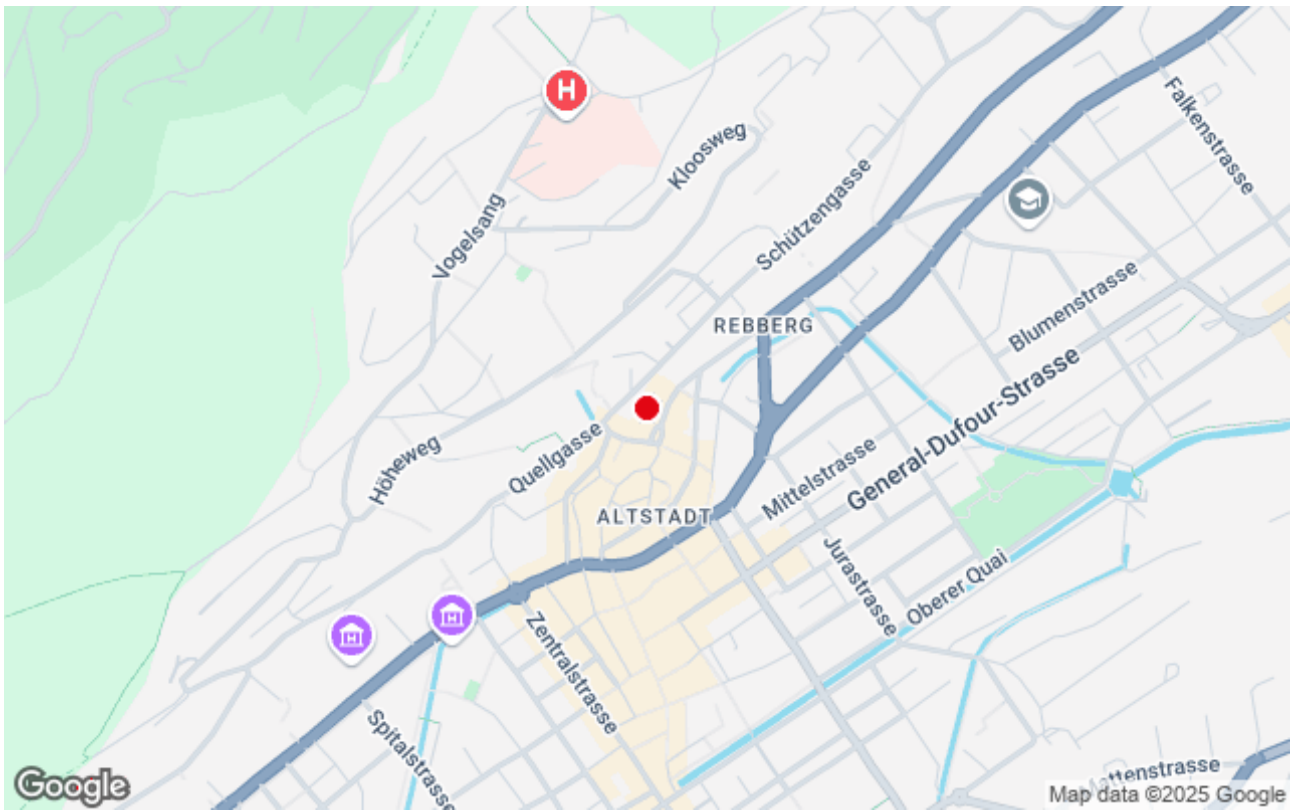 Falkenstrasse
H
Kloosweg
Vogelsang
Schützengasse
Blumenstrasse
REBBERG
General-Dufour-Strasse
Höheweg
Quellgasse
Mittelstrasse
ALTSTADT
Jurastrasse
Oberer Quai
Zentralstrasse
Spitalstrasse
Mattenstrasse
Google
Map data ©2025 Google